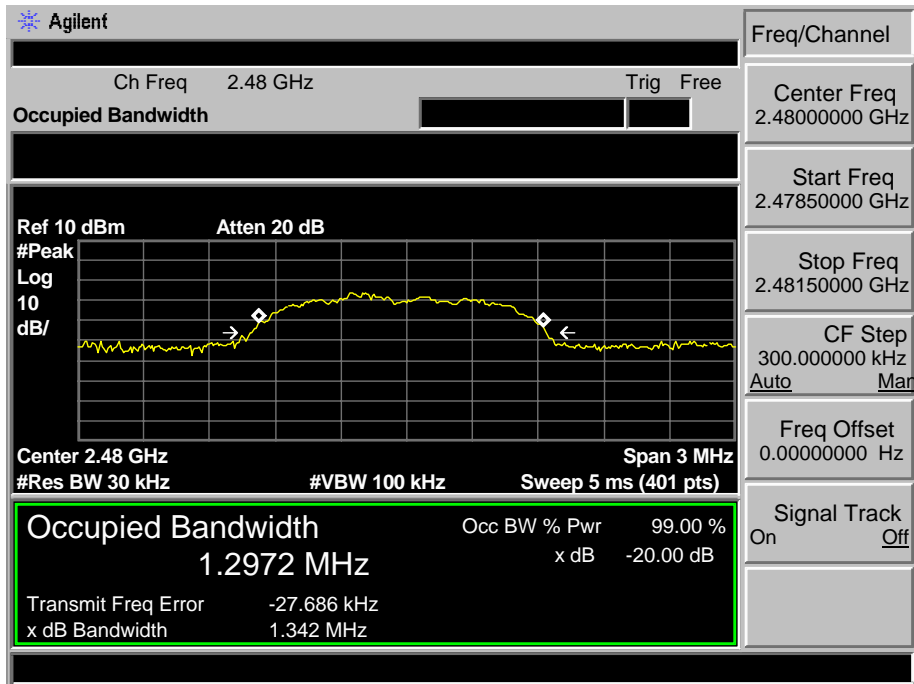 Agilent
Freq/Channel
Ch Freq 2.48 GHz Trig Free
Occupied Bandwidth
Center Freq
2.48000000 GHz
Start Freq
2.47850000 GHz
Ref 10 dBm Atten 20 dB
#Peak
Log
10
dB/
Stop Freq
2.48150000 GHz
CF Step
300.000000 kHz
Auto Man
Freq Offset
0.00000000 Hz
Center 2.48 GHz Span 3 MHz
#Res BW 30 kHz #VBW 100 kHz Sweep 5 ms (401 pts)
Signal Track
On Off
Occupied Bandwidth Occ BW % Pwr 99.00 %
1.2972 MHz x dB -20.00 dB
Transmit Freq Error -27.686 kHz
x dB Bandwidth 1.342 MHz